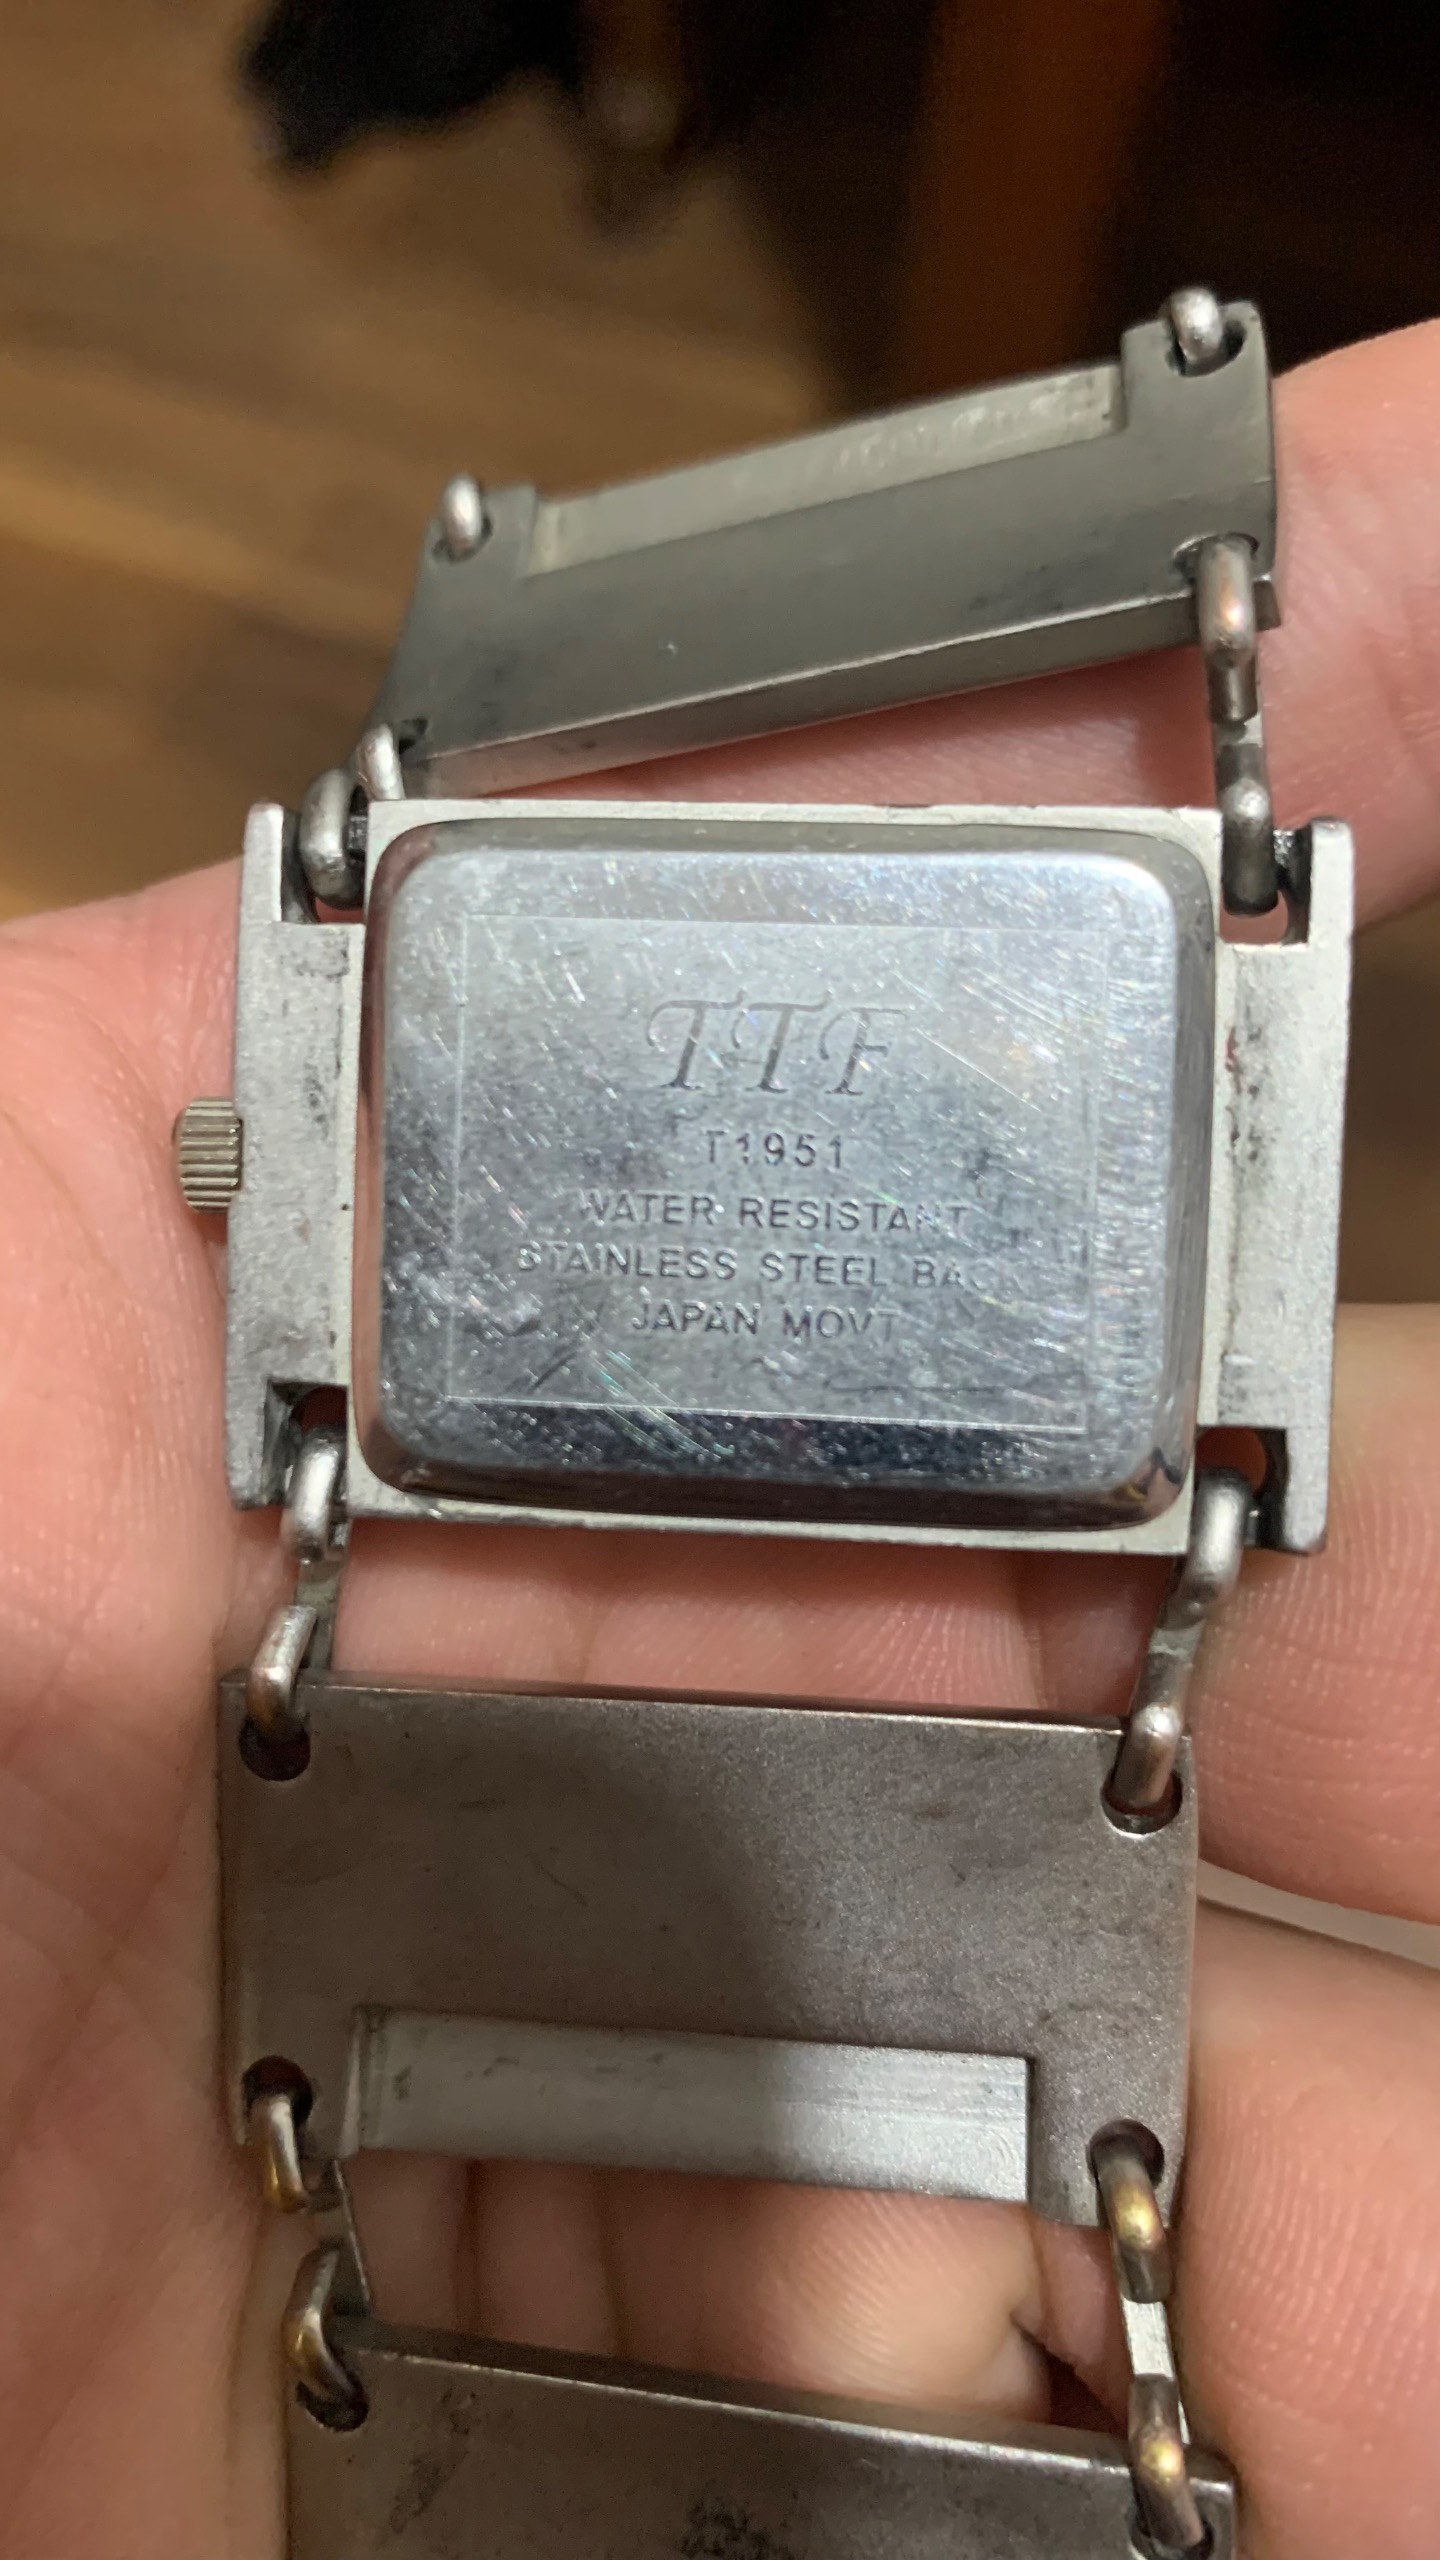 TTF
T1951
WATER RESISTANT
STAINLESS STEEL BACK
JAPAN MOVT